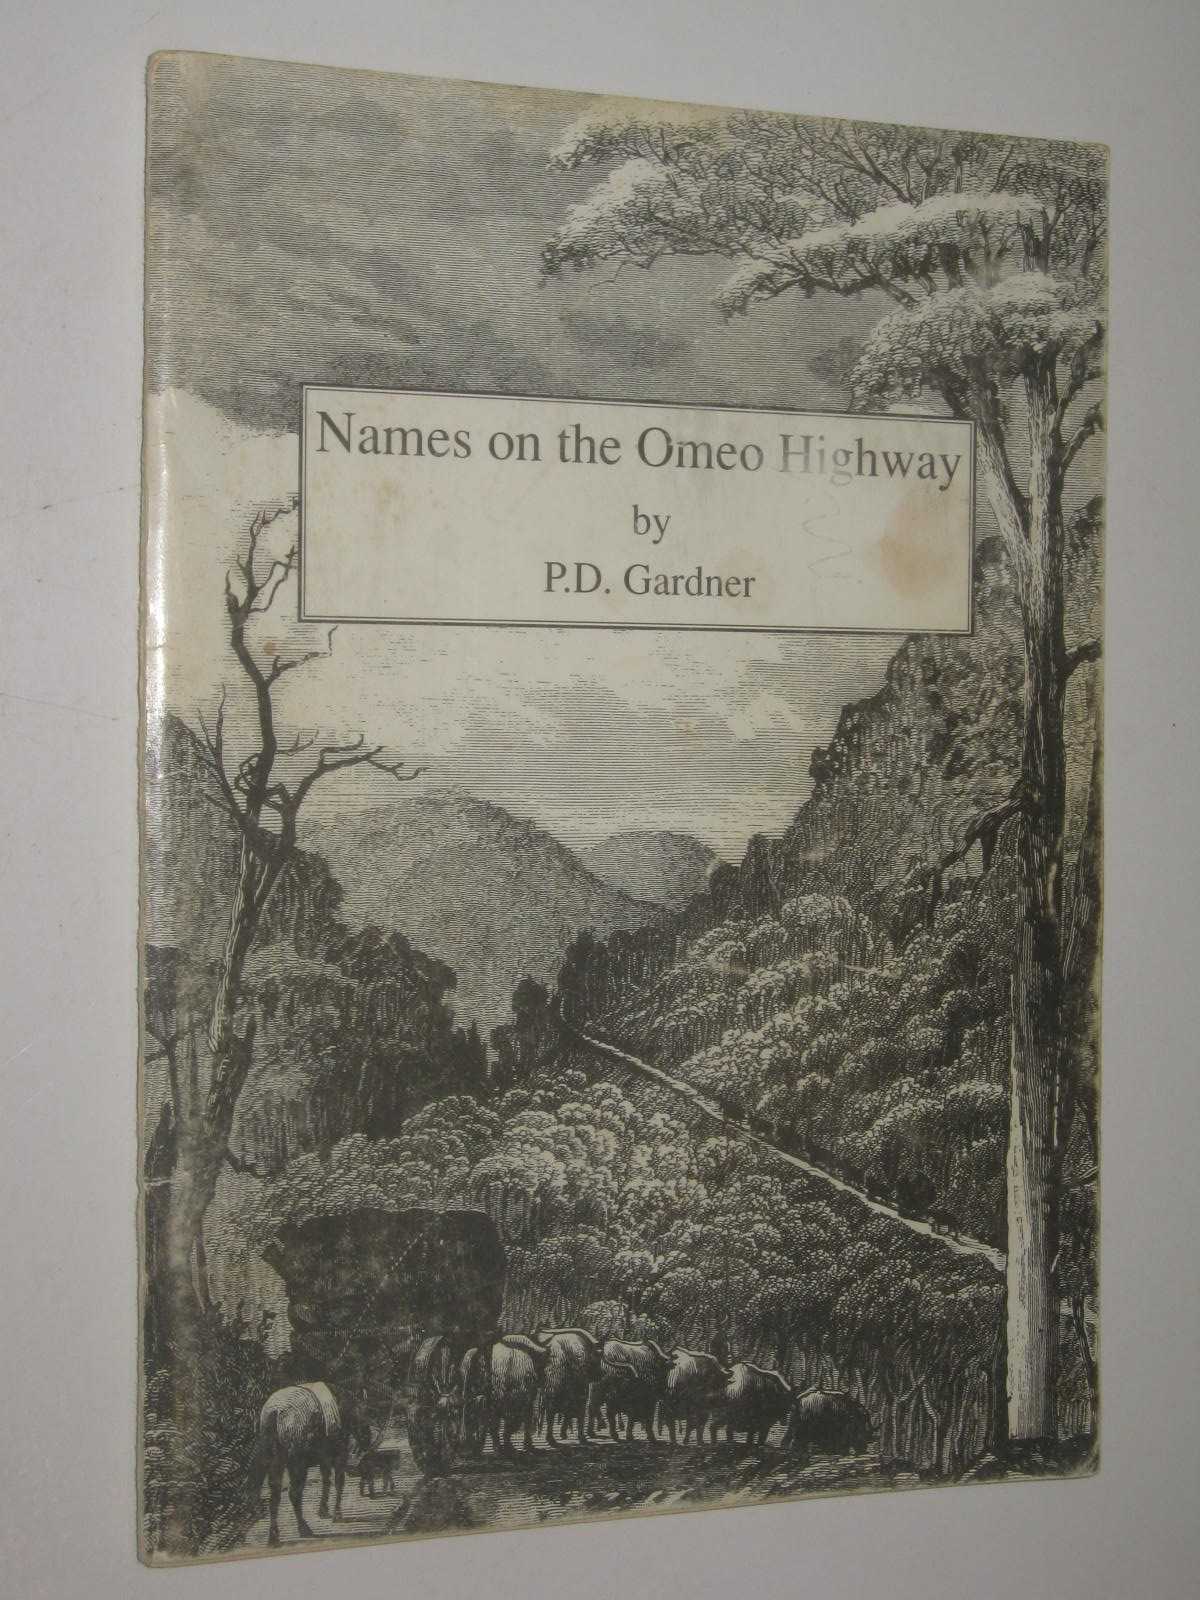 Names on the Omeo Highway
by
P.D. Gardner